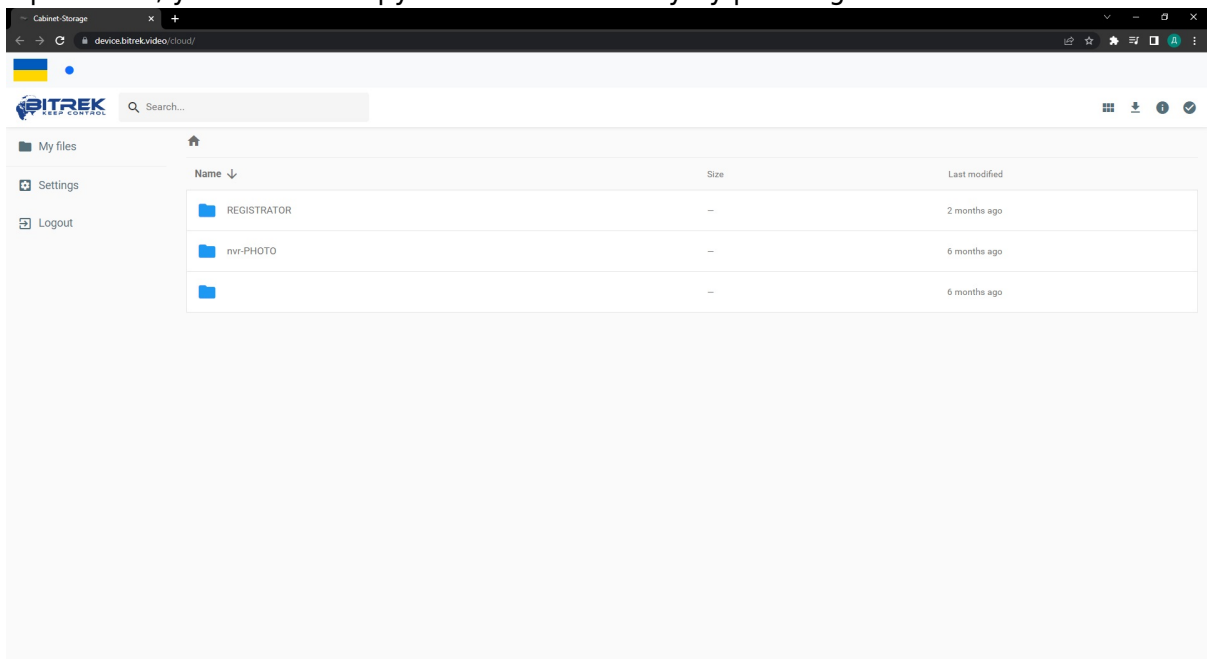 Cabinet-Storage
device.bitrek.video/cloud/
Д
BITREK
KEEP CONTROL
Search...
My files
Settings
Logout
Name Size Last modified
REGISTRATOR – 2 months ago
nvr-PHOTO – 6 months ago
– 6 months ago